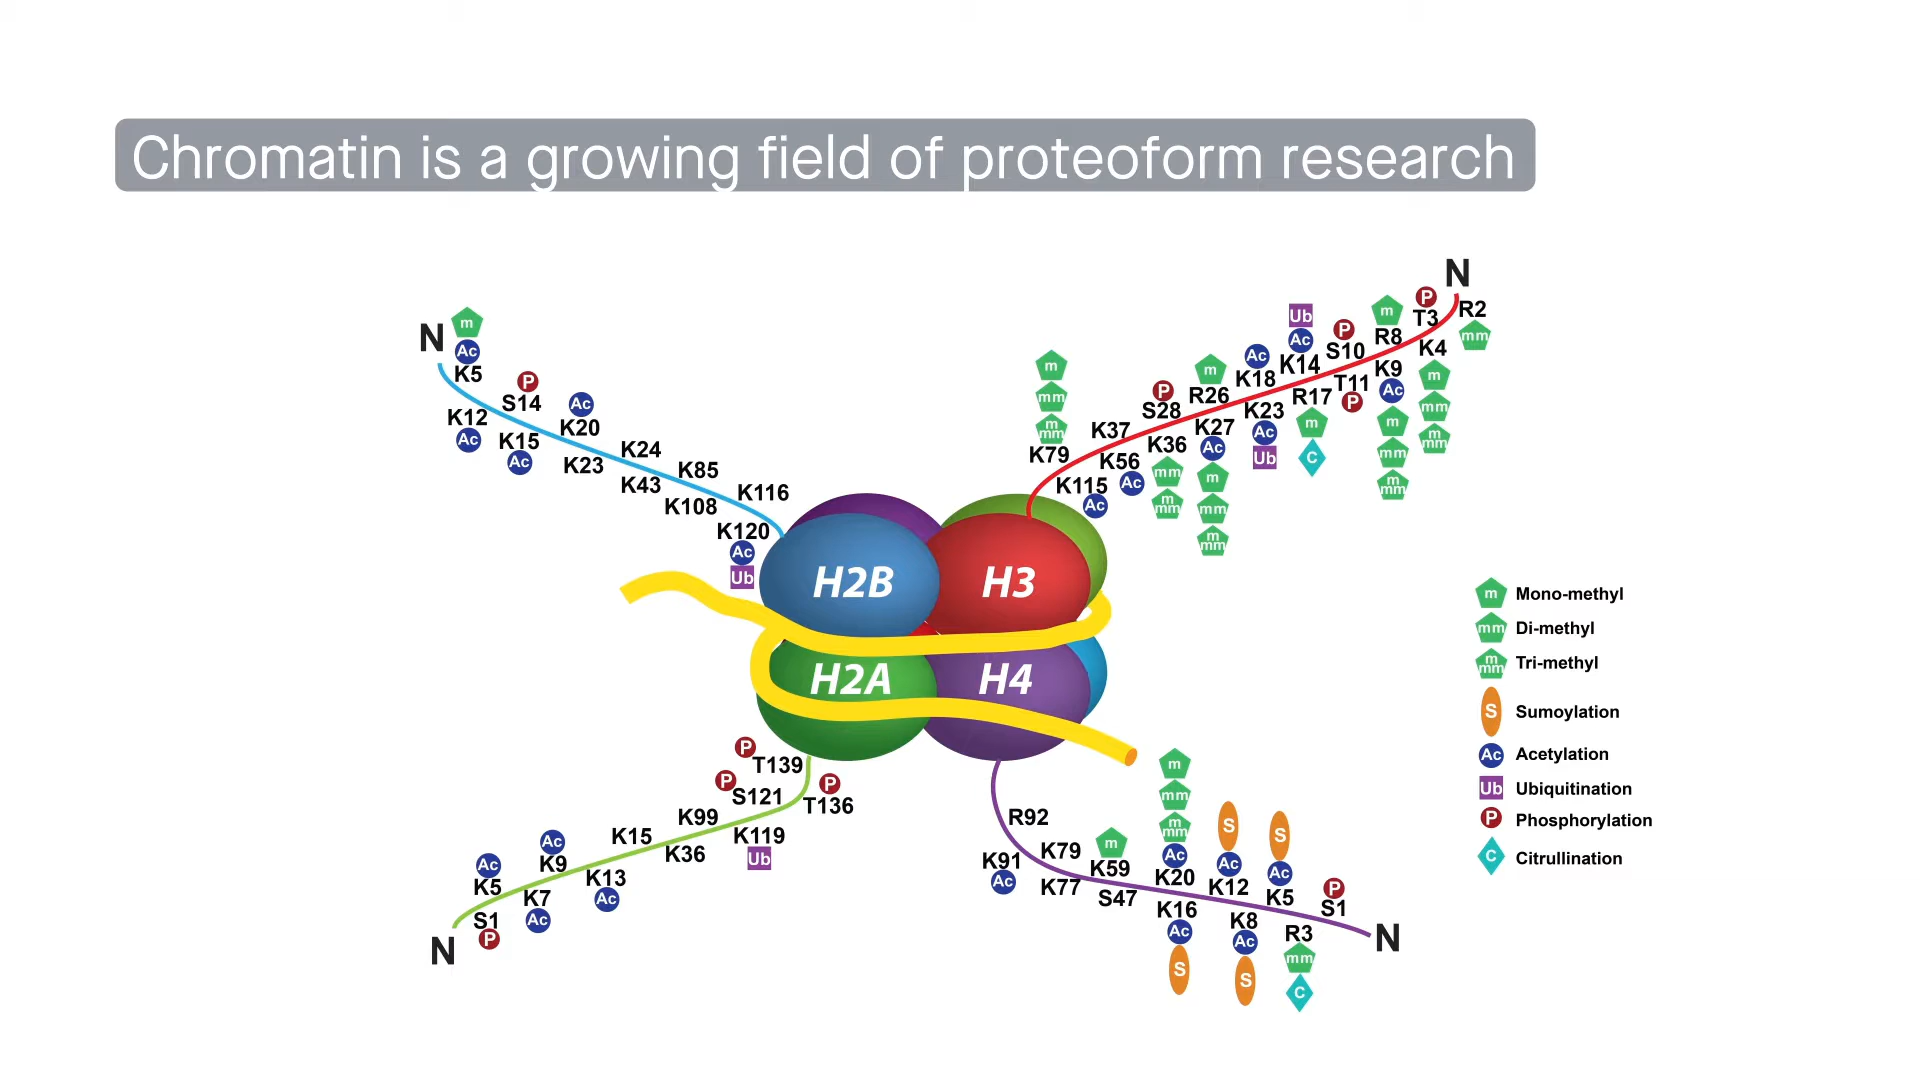 Chromatin is a growing field of proteoform research
N
m
Ac
K5
P
S14
K12
Ac
Ac
K20
K15
Ac
K23
K24
K43
K85
K108
K116
K120
Ac
Ub
N
R2
mm
P
T3
K4
m
mm
m
mm
m
R8
K9
Ac
m
mm
m
mm
P
S10
T11
P
Ub
Ac
K14
R17
m
C
Ac
K18
K23
Ac
Ub
m
R26
K27
Ac
m
mm
m
mm
P
S28
K36
mm
m
mm
K37
K56
Ac
m
mm
m
mm
K79
K115
Ac
H2B
H3
H2A
H4
P
T139
P
S121
P
T136
K99
K119
Ub
K15
K36
Ac
K9
K13
Ac
Ac
K5
K7
Ac
S1
P
N
R92
K91
Ac
K79
K77
m
K59
S47
m
mm
m
mm
Ac
K20
K16
Ac
S
S
Ac
K12
K8
Ac
S
S
Ac
K5
R3
mm
C
P
S1
N
m Mono-methyl
mm Di-methyl
m
mm Tri-methyl
S Sumoylation
Ac Acetylation
Ub Ubiquitination
P Phosphorylation
C Citrullination